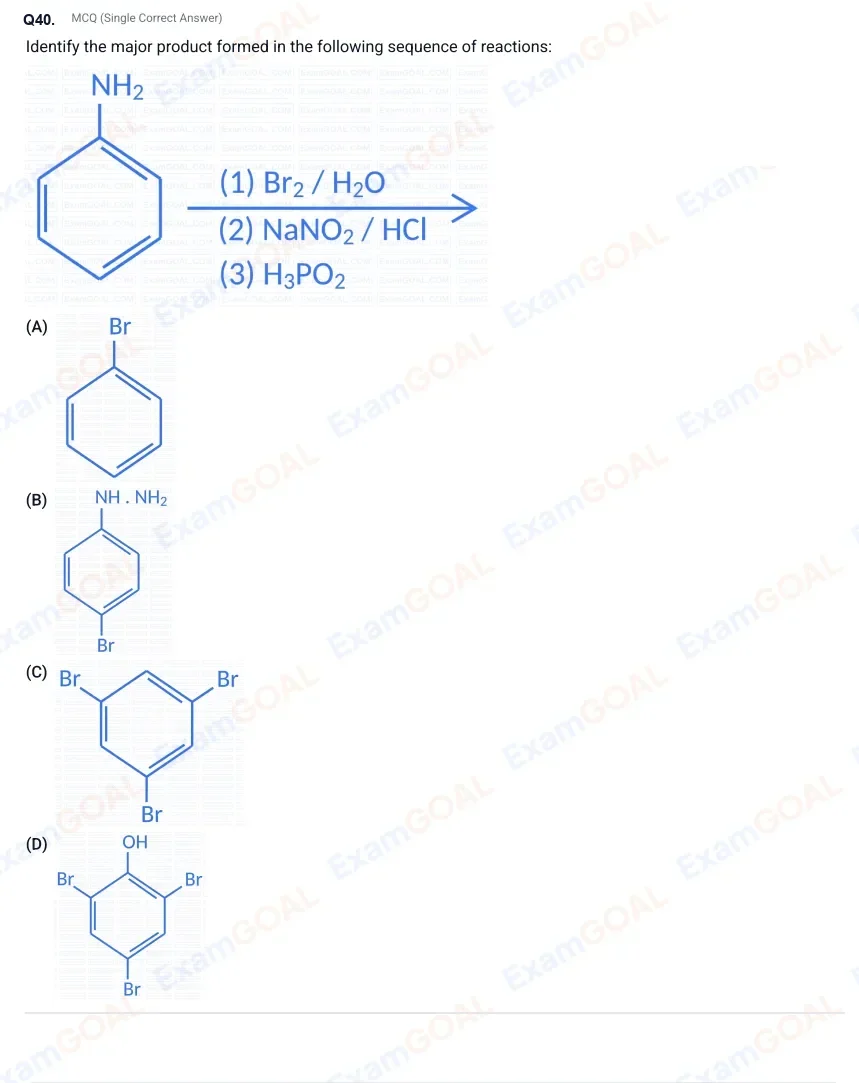 Q40. MCQ (Single Correct Answer)
Identify the major product formed in the following sequence of reactions:
NH₂
(1) Br₂ / H₂O
(2) NaNO₂ / HCl
(3) H₃PO₂
(A)
Br
(B)
NH . NH₂
Br
(C)
Br
Br
Br
(D)
OH
Br
Br
Br
ExamGOAL